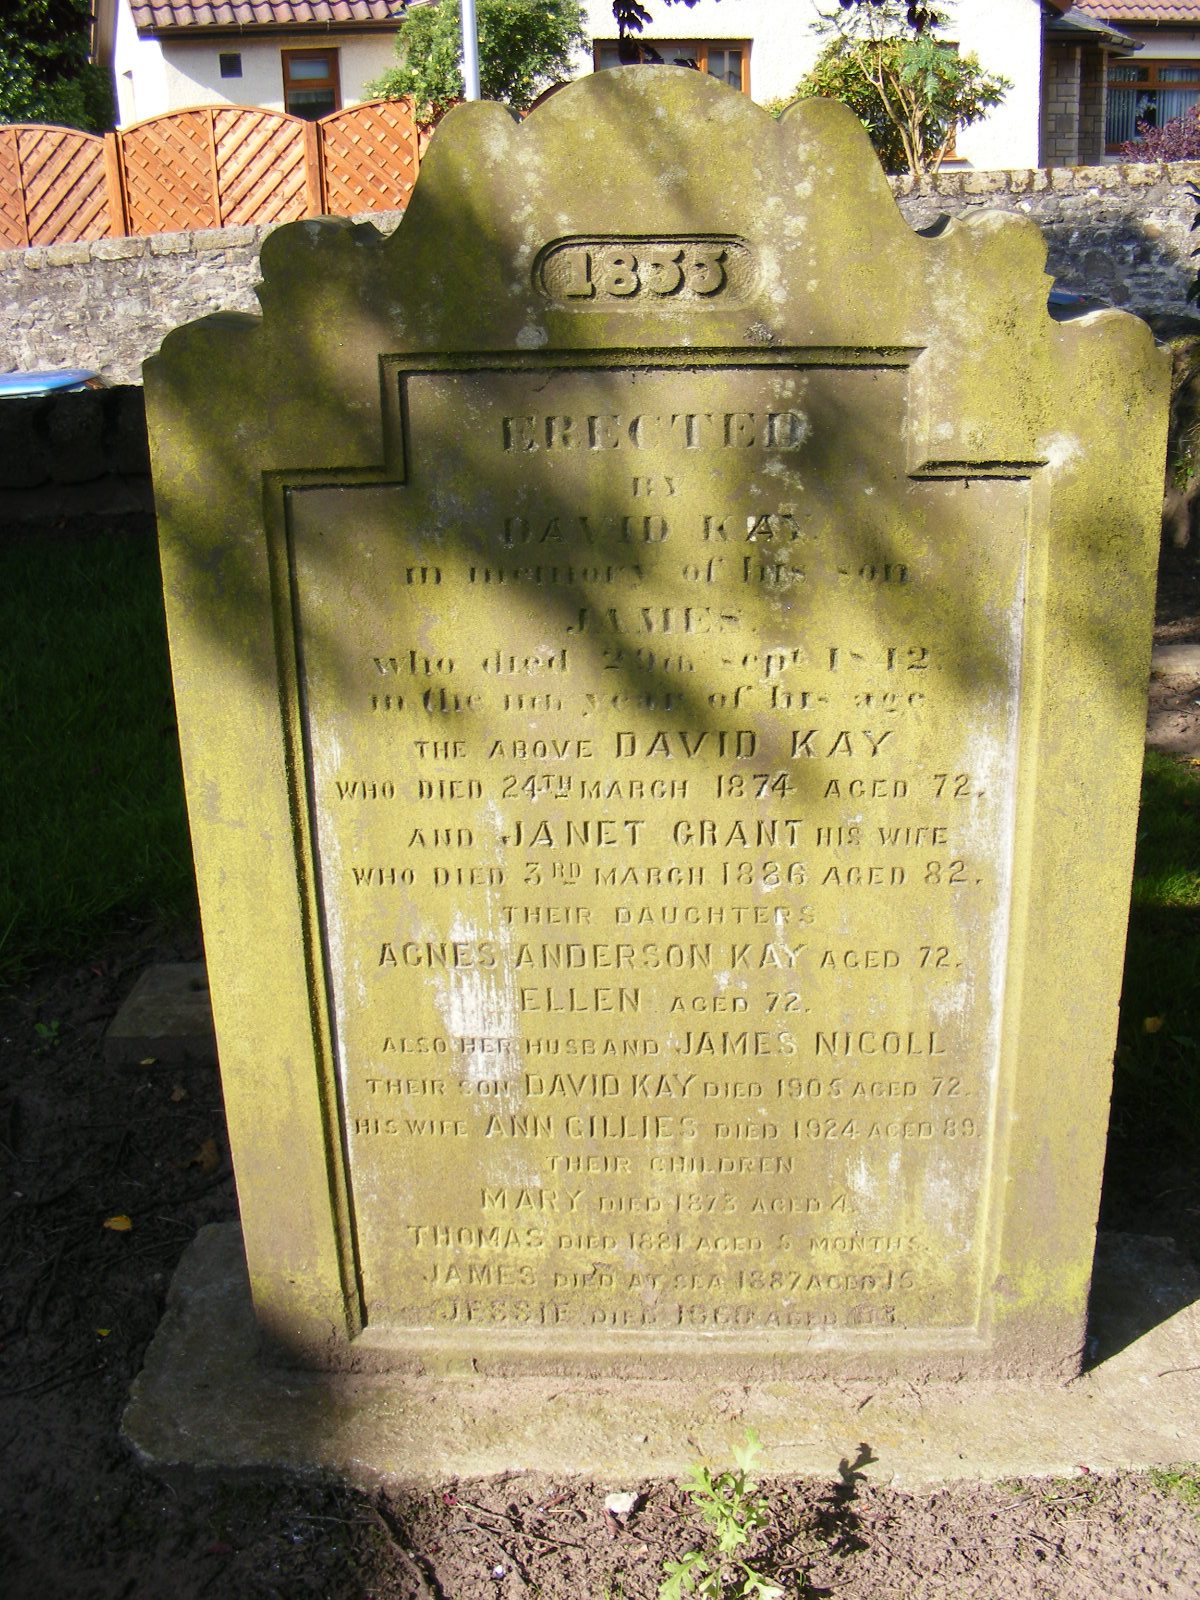 1855
ERECTED
BY
DAVID KAY
in memory of his son
JAMES.
who died 29th sept 1842.
in the 11th year of his age
THE ABOVE DAVID KAY
WHO DIED 24TH MARCH 1874 AGED 72.
AND JANET GRANT HIS WIFE
WHO DIED 3RD MARCH 1886 AGED 82.
THEIR DAUGHTERS
AGNES ANDERSON KAY AGED 72.
ELLEN AGED 72.
ALSO HER HUSBAND JAMES NICOLL
THEIR SON DAVID KAY DIED 1905 AGED 72.
HIS WIFE ANN GILLIES DIED 1924 AGED 89.
THEIR CHILDREN
MARY DIED 1873 AGED 4.
THOMAS DIED 1881 AGED 5 MONTHS.
JAMES DIED AT SEA 1887 AGED 15
JESSIE DIED AGED